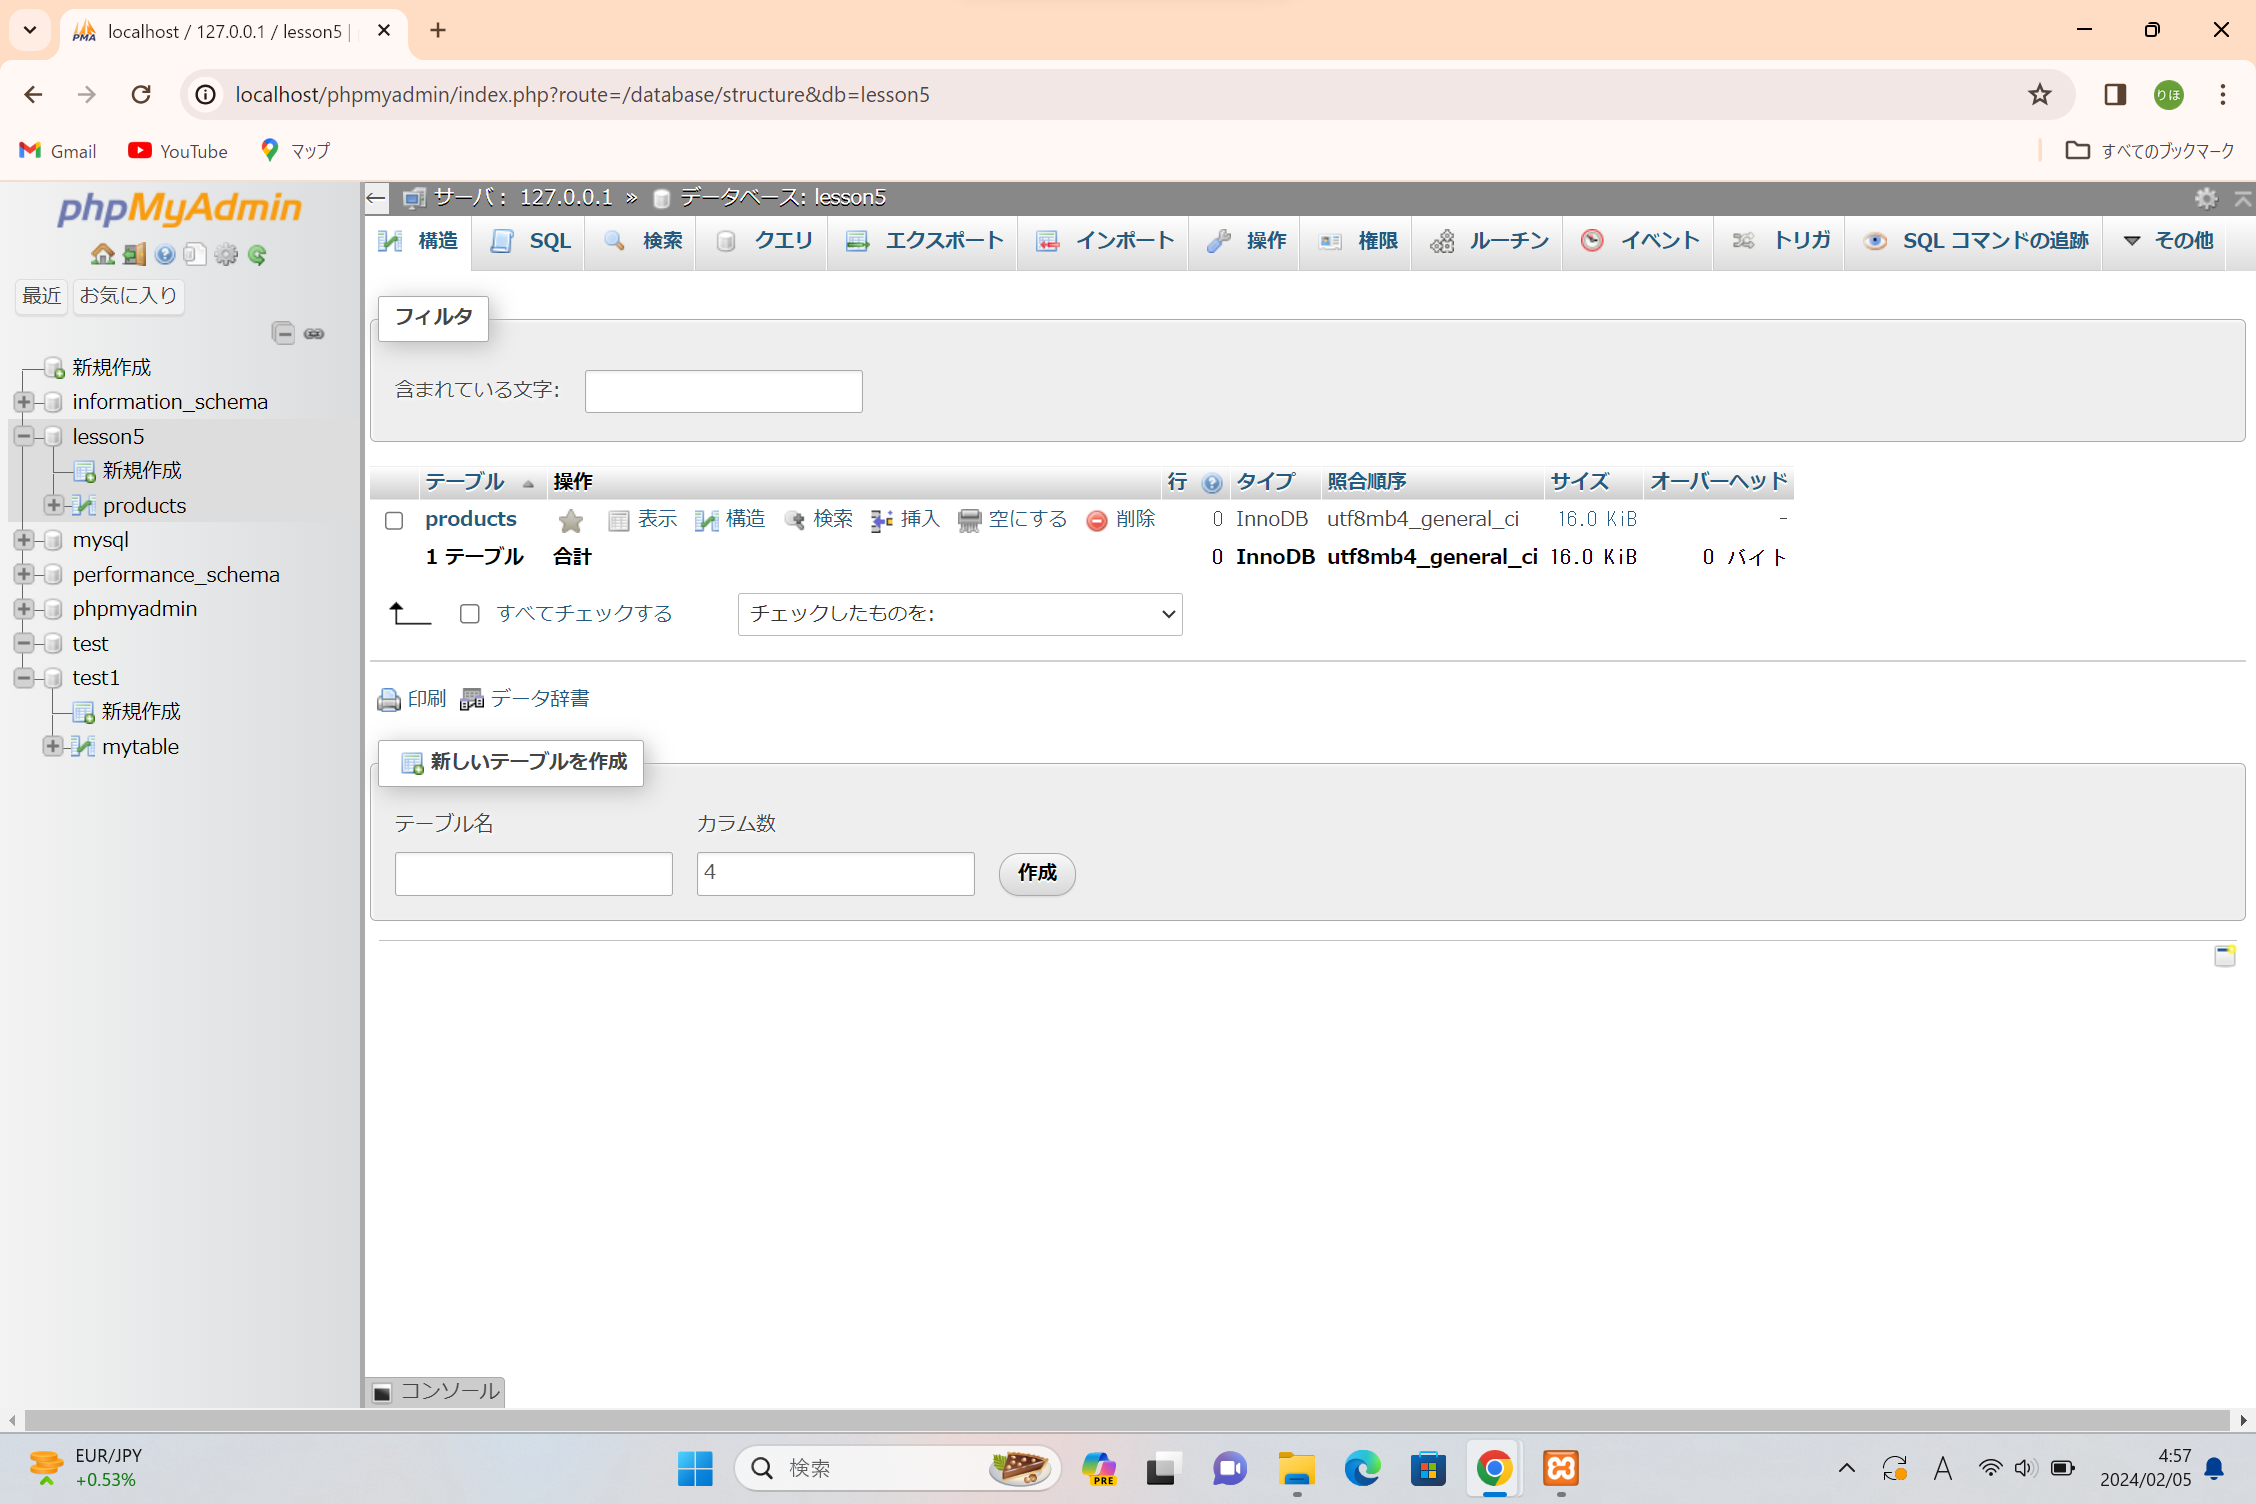 localhost / 127.0.0.1 / lesson5 |
localhost/phpmyadmin/index.php?route=/database/structure&db=lesson5
りほ
Gmail
YouTube
マップ
すべてのブックマーク
phpMyAdmin
最近
お気に入り
新規作成
information_schema
lesson5
新規作成
products
mysql
performance_schema
phpmyadmin
test
test1
新規作成
mytable
サーバ: 127.0.0.1 » データベース: lesson5
構造 SQL 検索 クエリ エクスポート インポート 操作 権限 ルーチン イベント トリガ SQL コマンドの追跡 その他
フィルタ
含まれている文字:
テーブル 操作 行 タイプ 照合順序 サイズ オーバーヘッド
products 表示 構造 検索 挿入 空にする 削除 0 InnoDB utf8mb4_general_ci 16.0 KiB -
1 テーブル 合計 0 InnoDB utf8mb4_general_ci 16.0 KiB 0 バイト
すべてチェックする チェックしたものを:
印刷 データ辞書
新しいテーブルを作成
テーブル名 カラム数
4 作成
コンソール
EUR/JPY
+0.53%
検索
PRE
A
4:57
2024/02/05